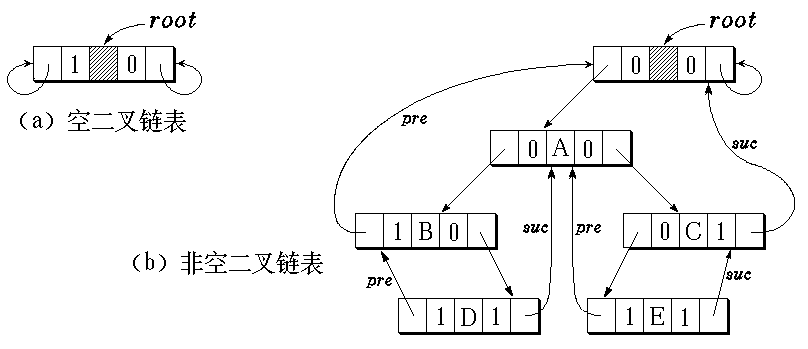 root
1 0
(a) 空二叉链表
root
0 0
pre
suc
0 A 0
1 B 0
suc
pre
0 C 1
(b) 非空二叉链表
pre
suc
1 D 1
1 E 1